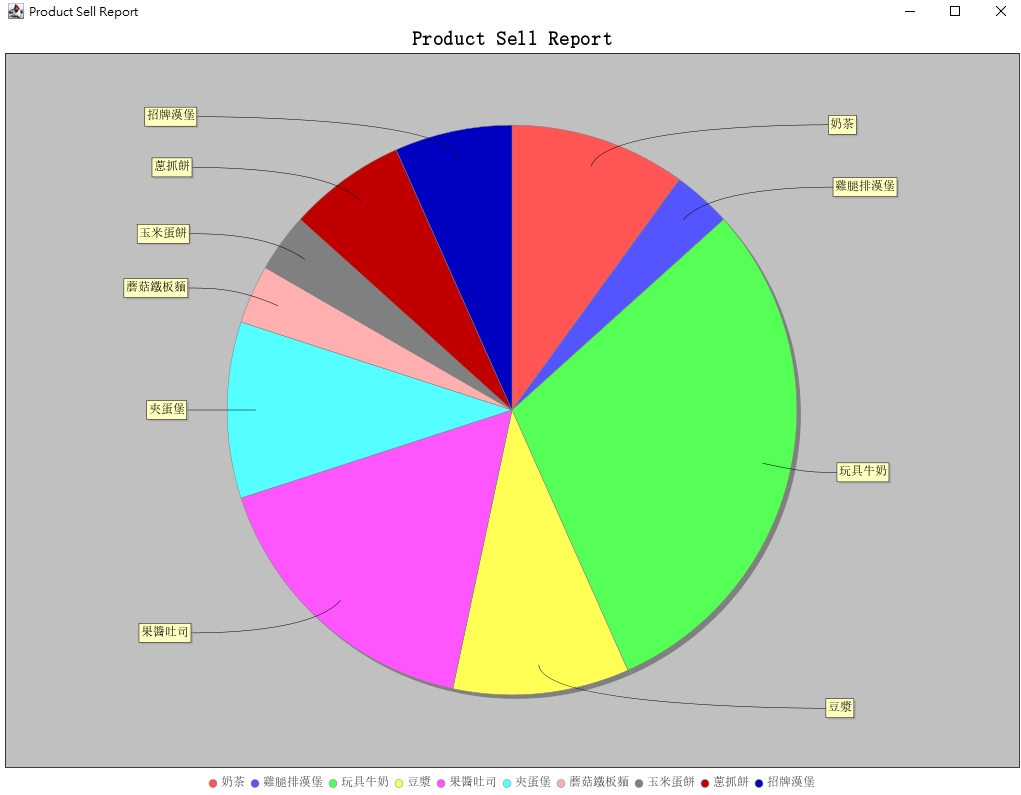 Product Sell Report
Product Sell Report
招牌漢堡
奶茶
蔥抓餅
雞腿排漢堡
玉米蛋餅
蘑菇鐵板麵
夾蛋堡
玩具牛奶
果醬吐司
豆漿
奶茶 雞腿排漢堡 玩具牛奶 豆漿 果醬吐司 夾蛋堡 蘑菇鐵板麵 玉米蛋餅 蔥抓餅 招牌漢堡